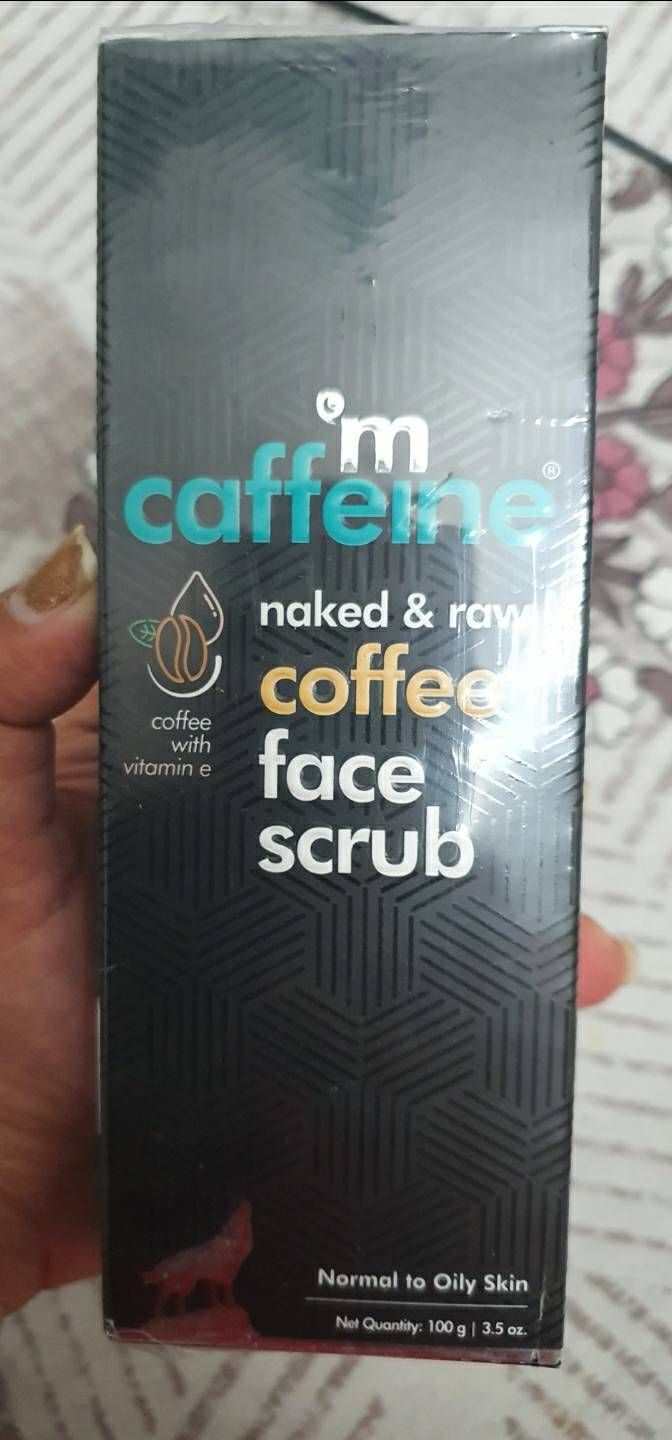 m
caffeine®
naked & raw
coffee
face
scrub
coffee
with
vitamin e
Normal to Oily Skin
Net Quantity: 100 g | 3.5 oz.